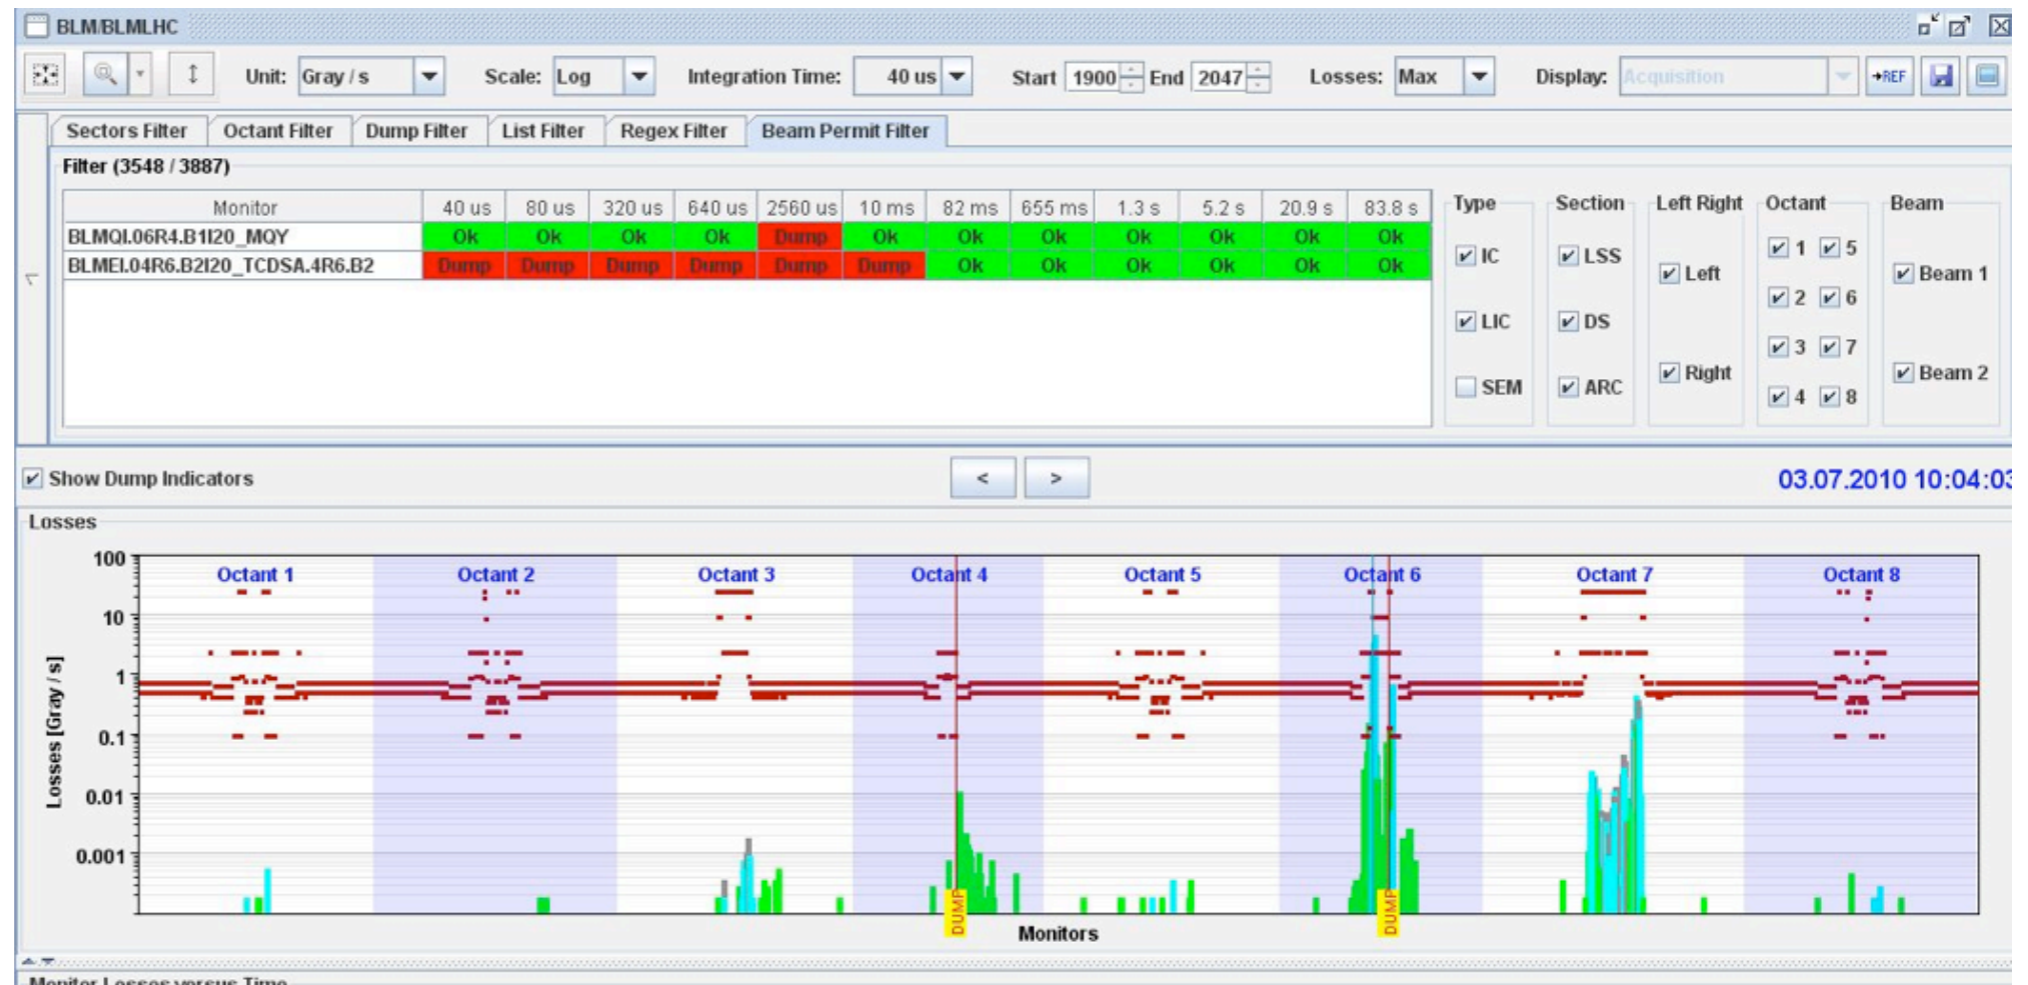 BLM/BLMLHC
Unit: Gray / s Scale: Log Integration Time: 40 us Start 1900 End 2047 Losses: Max Display: Acquisition →REF
Sectors Filter Octant Filter Dump Filter List Filter Regex Filter Beam Permit Filter
Filter (3548 / 3887)
Monitor 40 us 80 us 320 us 640 us 2560 us 10 ms 82 ms 655 ms 1.3 s 5.2 s 20.9 s 83.8 s
BLMQI.06R4.B1I20_MQY Ok Ok Ok Ok Dump Ok Ok Ok Ok Ok Ok Ok
BLMEI.04R6.B2I20_TCDSA.4R6.B2 Dump Dump Dump Dump Dump Dump Ok Ok Ok Ok Ok Ok
Type Section Left Right Octant Beam
IC LSS Left 1 5 Beam 1
2 6
LIC DS
3 7
SEM ARC Right 4 8 Beam 2
Show Dump Indicators < > 03.07.2010 10:04:03
Losses
100
Octant 1 Octant 2 Octant 3 Octant 4 Octant 5 Octant 6 Octant 7 Octant 8
10
1
0.1
0.01
0.001
Losses [Gray / s]
DUMP DUMP
Monitors
Monitor Losses versus Time